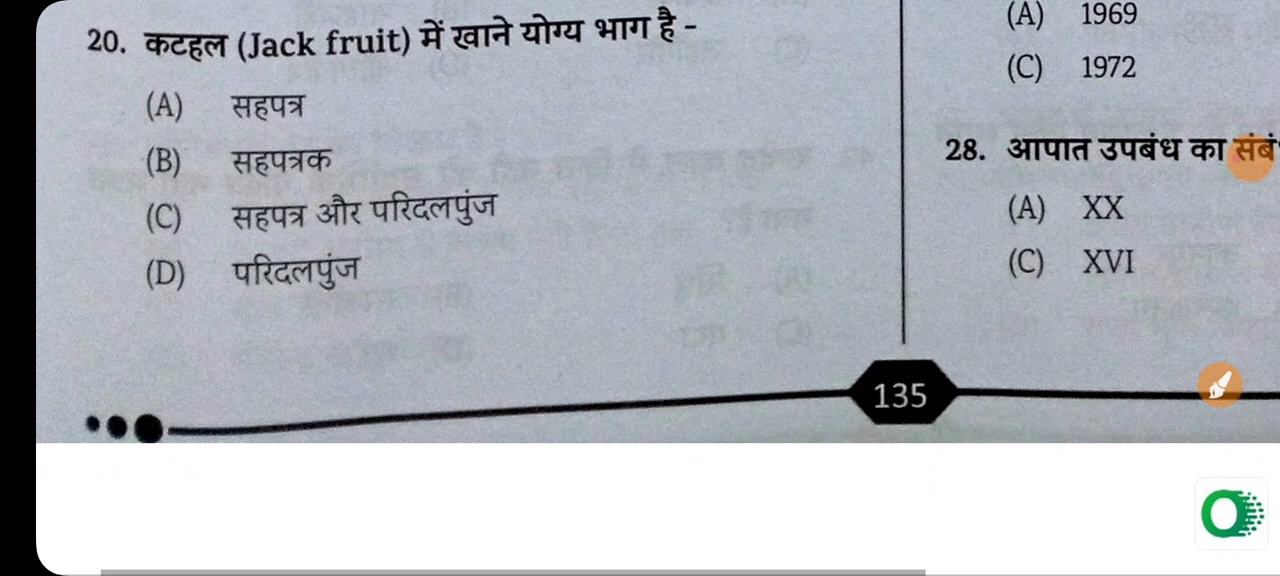 20. कटहल (Jack fruit) में खाने योग्य भाग है -
(A) सहपत्र
(B) सहपत्रक
(C) सहपत्र और परिदलपुंज
(D) परिदलपुंज
(A) 1969
(C) 1972
28. आपात उपबंध का
(A) XX
(C) XVI
135